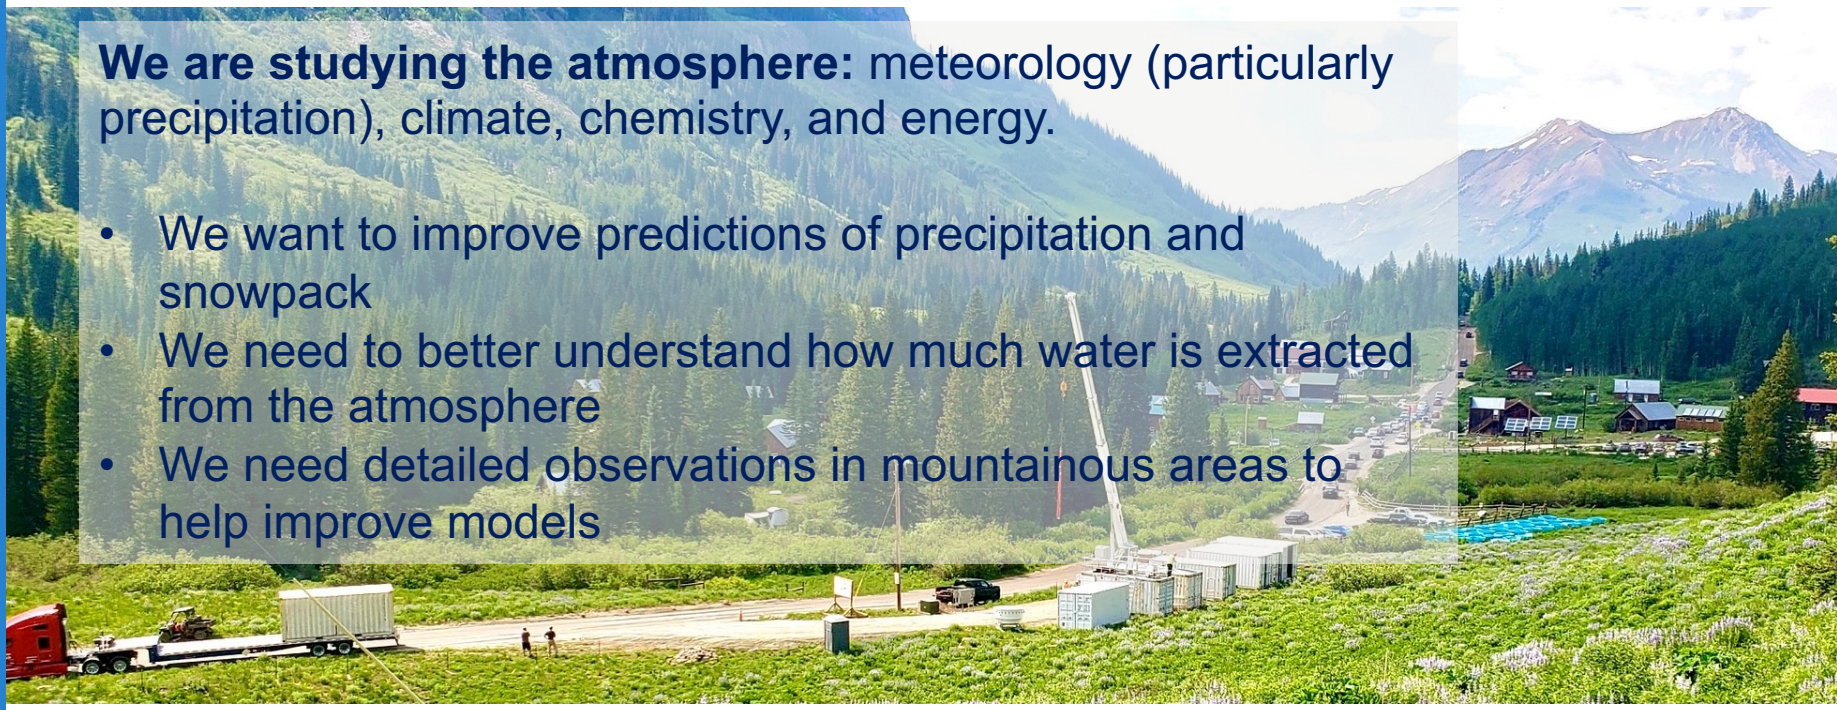 We are studying the atmosphere: meteorology (particularly
precipitation), climate, chemistry, and energy.
• We want to improve predictions of precipitation and
snowpack
• We need to better understand how much water is extracted
from the atmosphere
• We need detailed observations in mountainous areas to
help improve models